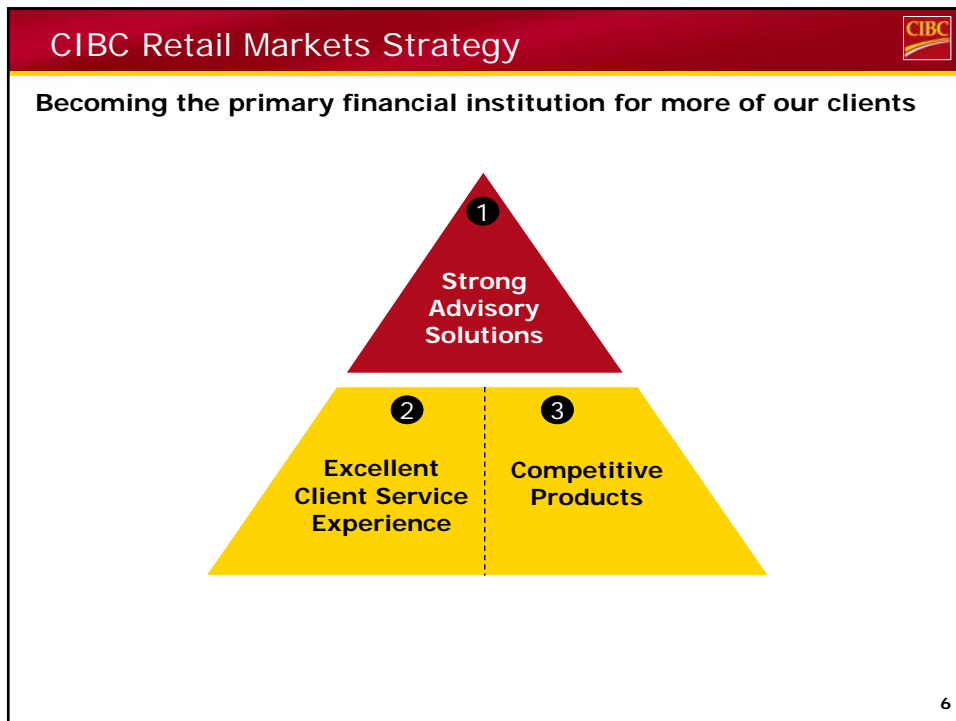 CIBC Retail Markets Strategy
CIBC
Becoming the primary financial institution for more of our clients
1
Strong
Advisory
Solutions
2
Excellent
Client Service
Experience
3
Competitive
Products
6